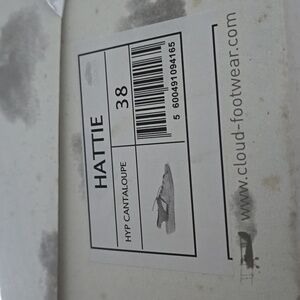 HATTIE
38
HYP CANTALOUPE
5 600491094165
www.cloud-footwear.com